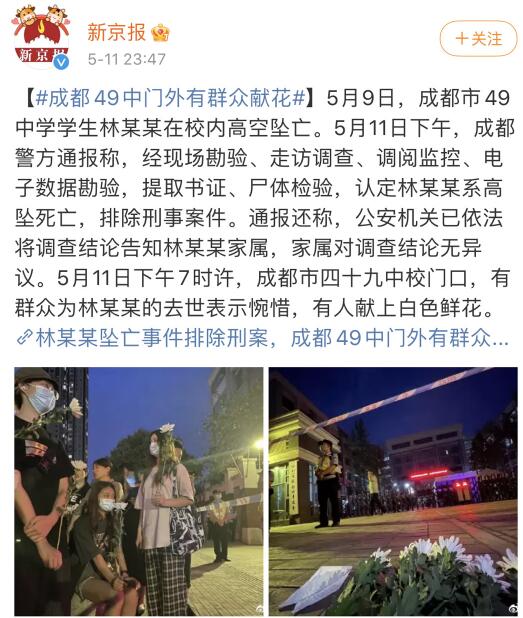 新京报
新京报
5-11 23:47
+关注
【#成都49中门外有群众献花#】5月9日，成都市49
中学学生林某某在校内高空坠亡。5月11日下午，成都
警方通报称，经现场勘验、走访调查、调阅监控、电
子数据勘验，提取书证、尸体检验，认定林某某系高
坠死亡，排除刑事案件。通报还称，公安机关已依法
将调查结论告知林某某家属，家属对调查结论无异
议。5月11日下午7时许，成都市四十九中校门口，有
群众为林某某的去世表示惋惜，有人献上白色鲜花。
林某某坠亡事件排除刑案，成都49中门外有群众...